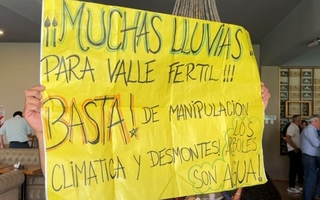 ¡¡MUCHAS LLUVIAS!
PARA VALLE FERTIL!!!
BASTA! DE MANIPULACION
CLIMATICA Y DESMONTES!
LOS
ARBOLES
SON AGUA!